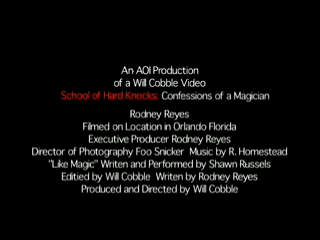 An AOI Production
of a Will Cobble Video
School of Hard Knocks: Confessions of a Magician
Rodney Reyes
Filmed on Location in Orlando Florida
Executive Producer Rodney Reyes
Director of Photography Foo Snicker  Music by R. Homestead
"Like Magic" Written and Performed by Shawn Russels
Editied by Will Cobble  Writen by Rodney Reyes
Produced and Directed by Will Cobble